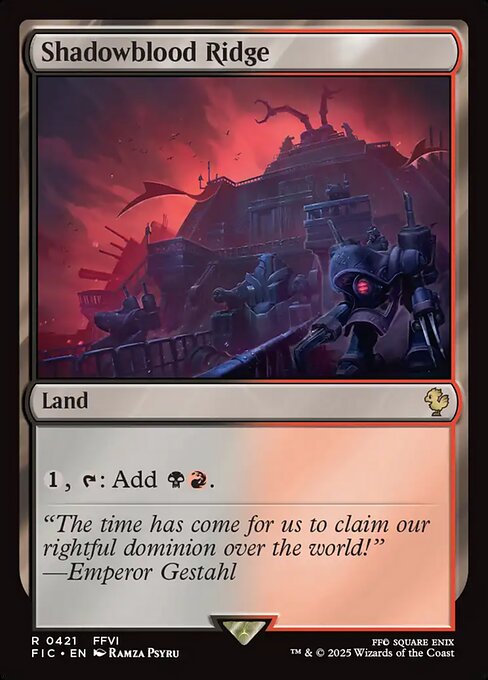 Shadowblood Ridge
Land
1, : Add .
“The time has come for us to claim our
rightful dominion over the world!”
—Emperor Gestahl
R 0421 FFVI
FIC • EN Ramza Psyru
FF© SQUARE ENIX
™ & © 2025 Wizards of the Coast